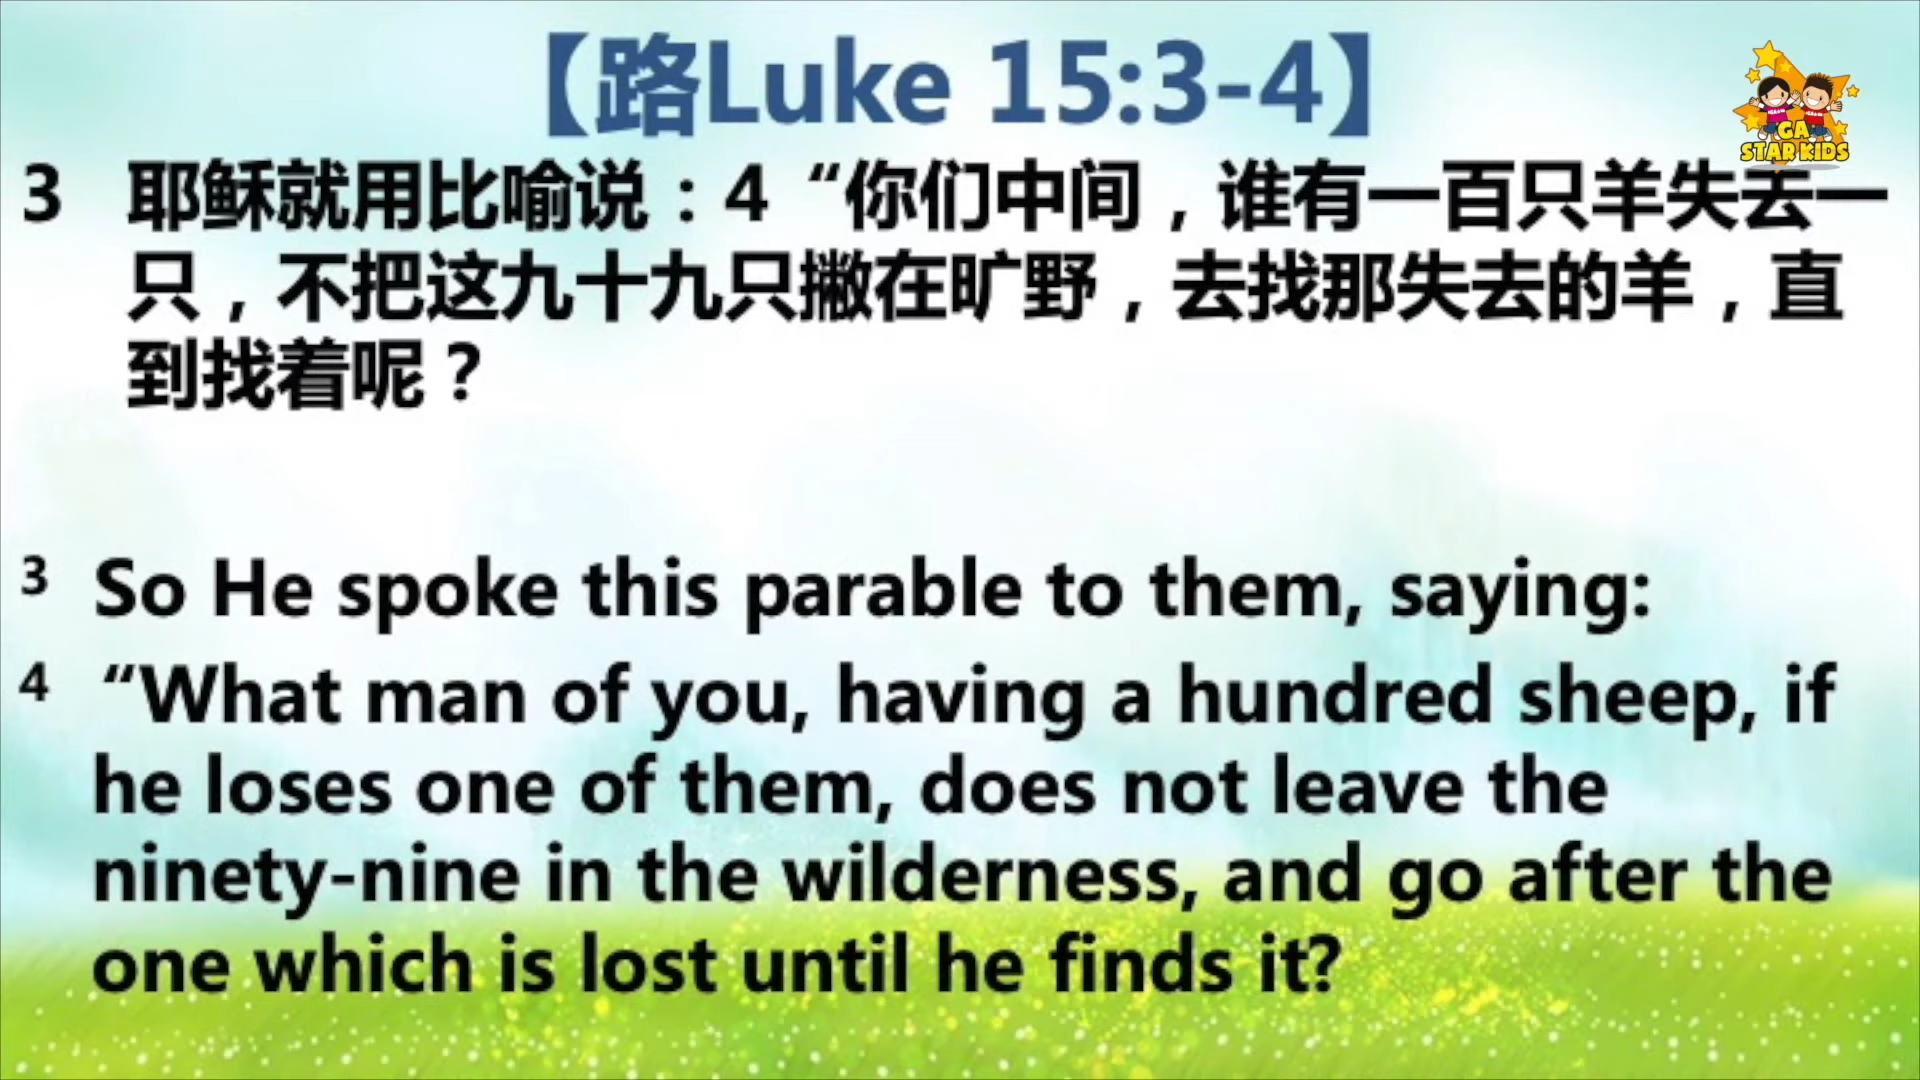 【路Luke 15:3-4】
GA
STAR KIDS
3 耶稣就用比喻说：4 “你们中间，谁有一百只羊失去一
只，不把这九十九只撇在旷野，去找那失去的羊，直
到找着呢？
3 So He spoke this parable to them, saying:
4 “What man of you, having a hundred sheep, if
he loses one of them, does not leave the
ninety-nine in the wilderness, and go after the
one which is lost until he finds it?